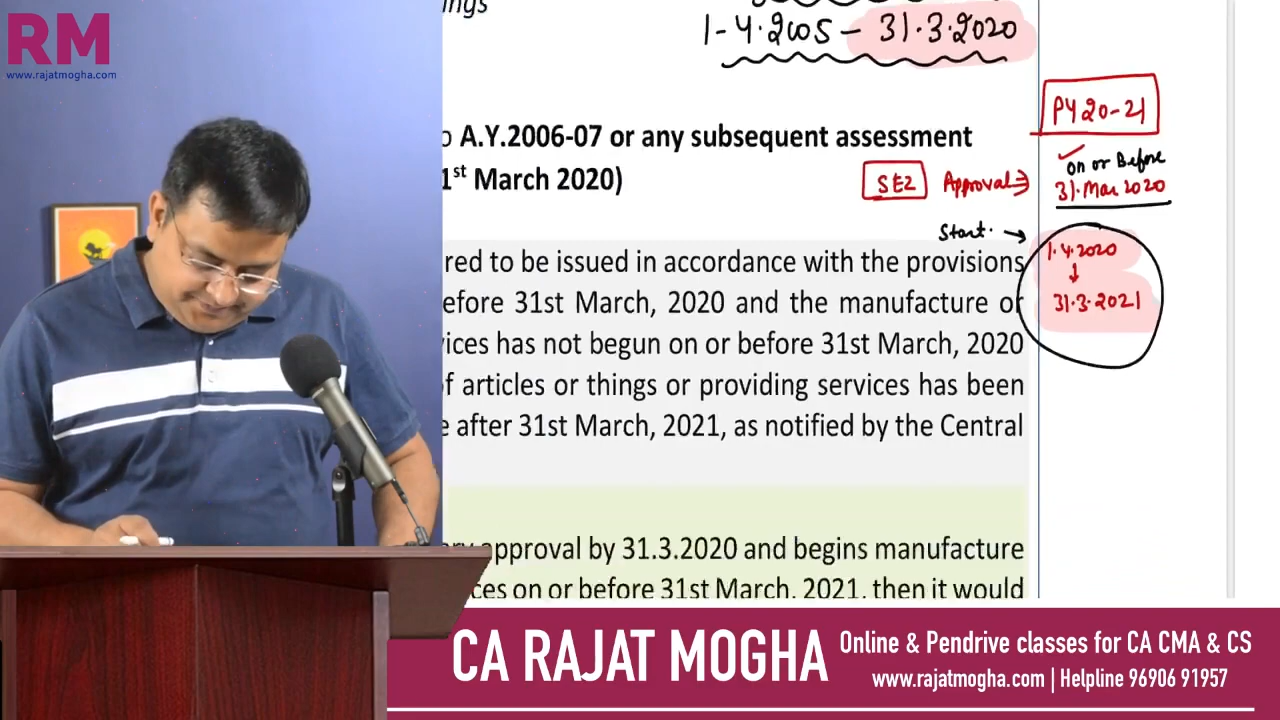 RM
www.rajatmogha.com
ings
1-4.2005 - 31.3.2020
PY 20-21
A.Y.2006-07 or any subsequent assessment
on or Before
1st March 2020)
SEZ Approval
31.Mar 2020
Start.
1.4.2020
red to be issued in accordance with the provisions
31.3.2021
efore 31st March, 2020 and the manufacture or
vices has not begun on or before 31st March, 2020
of articles or things or providing services has been
e after 31st March, 2021, as notified by the Central
approval by 31.3.2020 and begins manufacture
ces on or before 31st March, 2021, then it would
CA RAJAT MOGHA
Online & Pendrive classes for CA CMA & CS
www.rajatmogha.com | Helpline 96906 91957